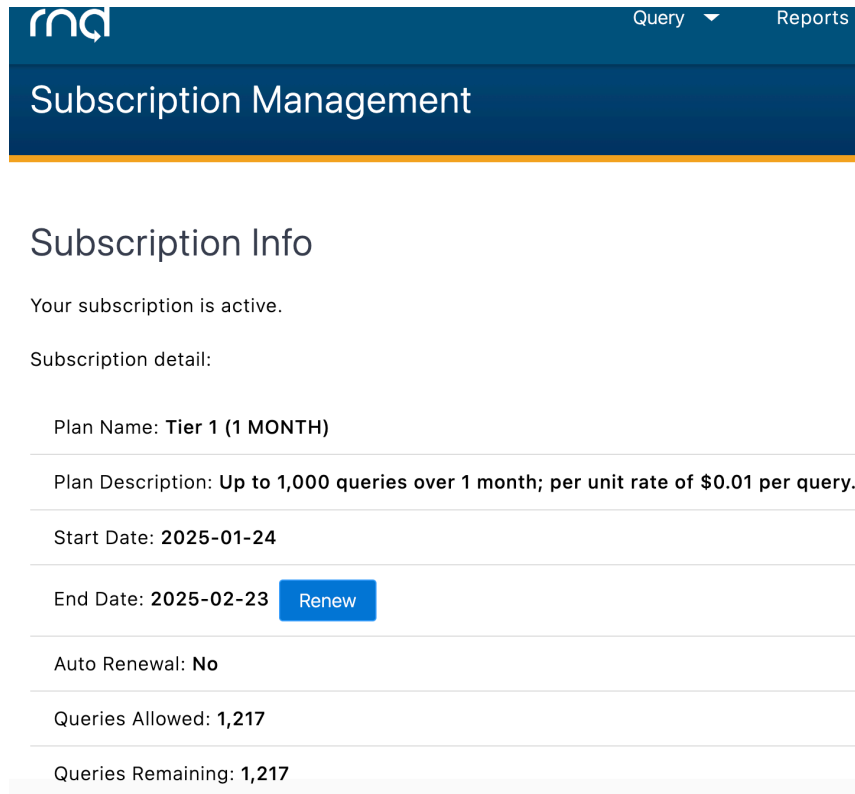 rnd
Query
Reports
Subscription Management
Subscription Info
Your subscription is active.
Subscription detail:
Plan Name: Tier 1 (1 MONTH)
Plan Description: Up to 1,000 queries over 1 month; per unit rate of $0.01 per query.
Start Date: 2025-01-24
End Date: 2025-02-23 Renew
Auto Renewal: No
Queries Allowed: 1,217
Queries Remaining: 1,217